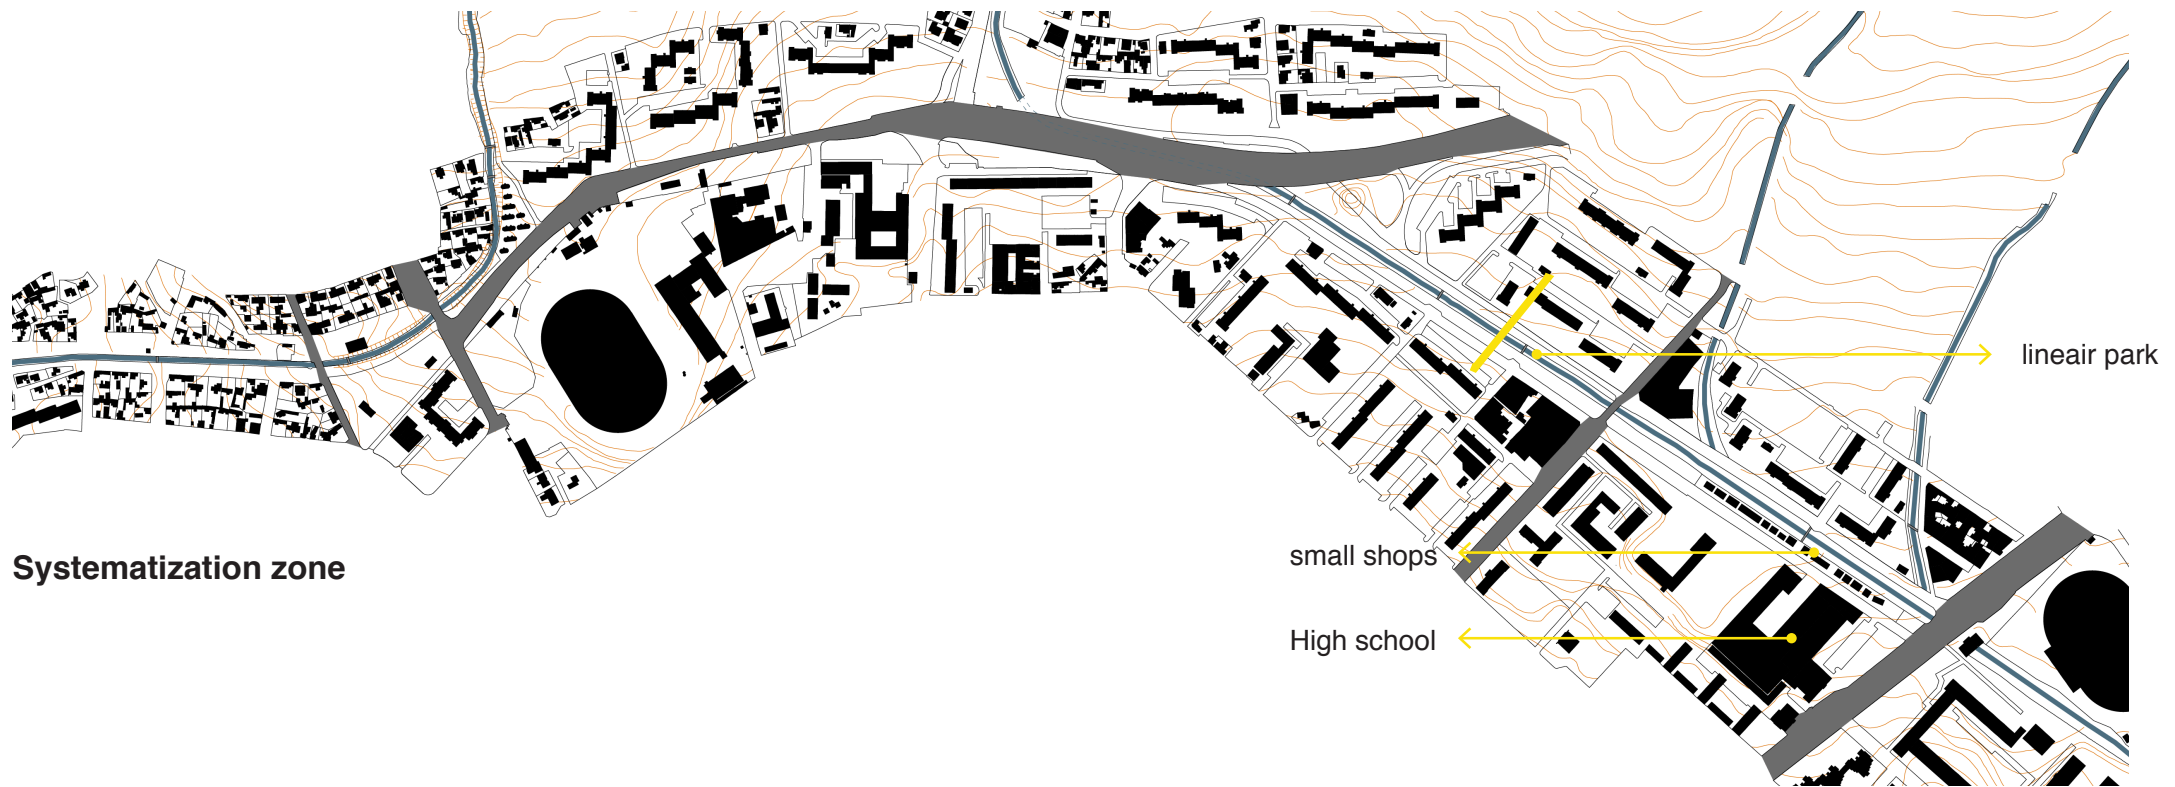 lineair park
small shops
Systematization zone
High school